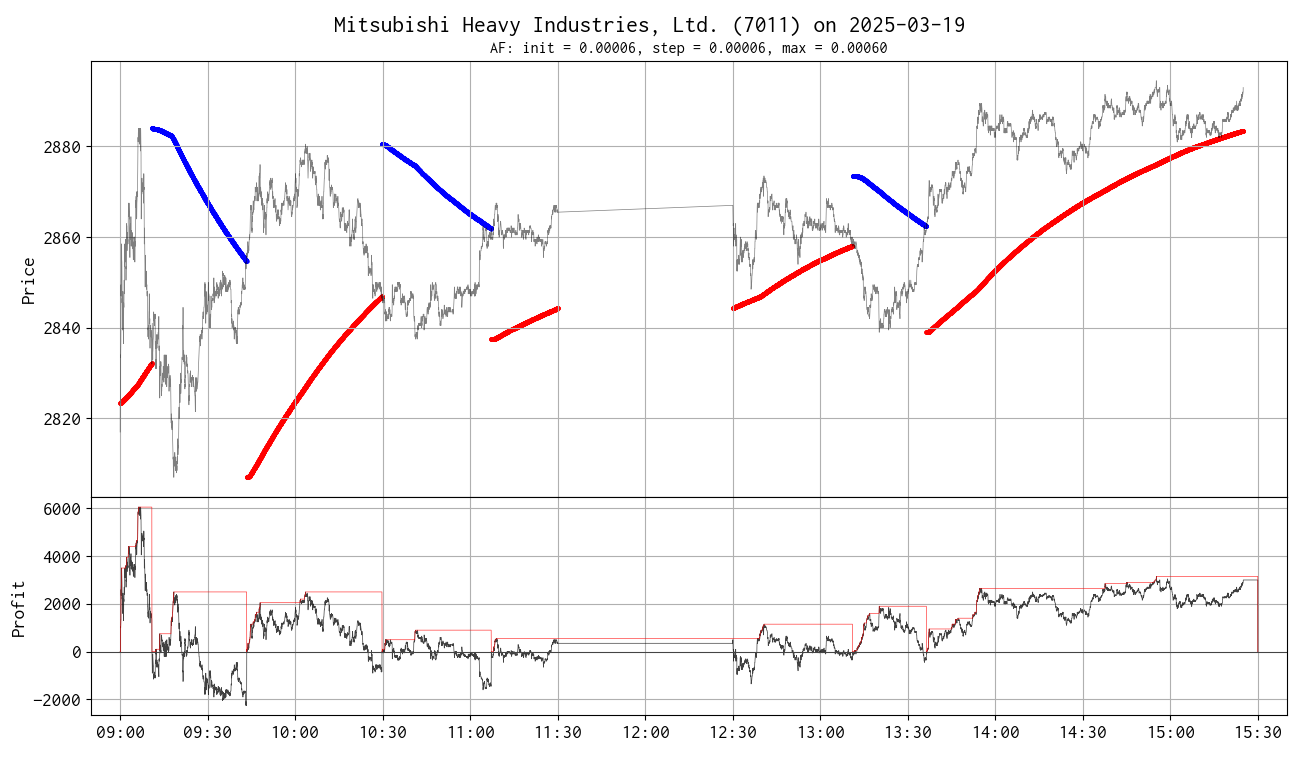 Mitsubishi Heavy Industries, Ltd. (7011) on 2025-03-19
AF: init = 0.00006, step = 0.00006, max = 0.00060
Price
2880
2860
2840
2820
Profit
6000
4000
2000
0
−2000
09:00 09:30 10:00 10:30 11:00 11:30 12:00 12:30 13:00 13:30 14:00 14:30 15:00 15:30